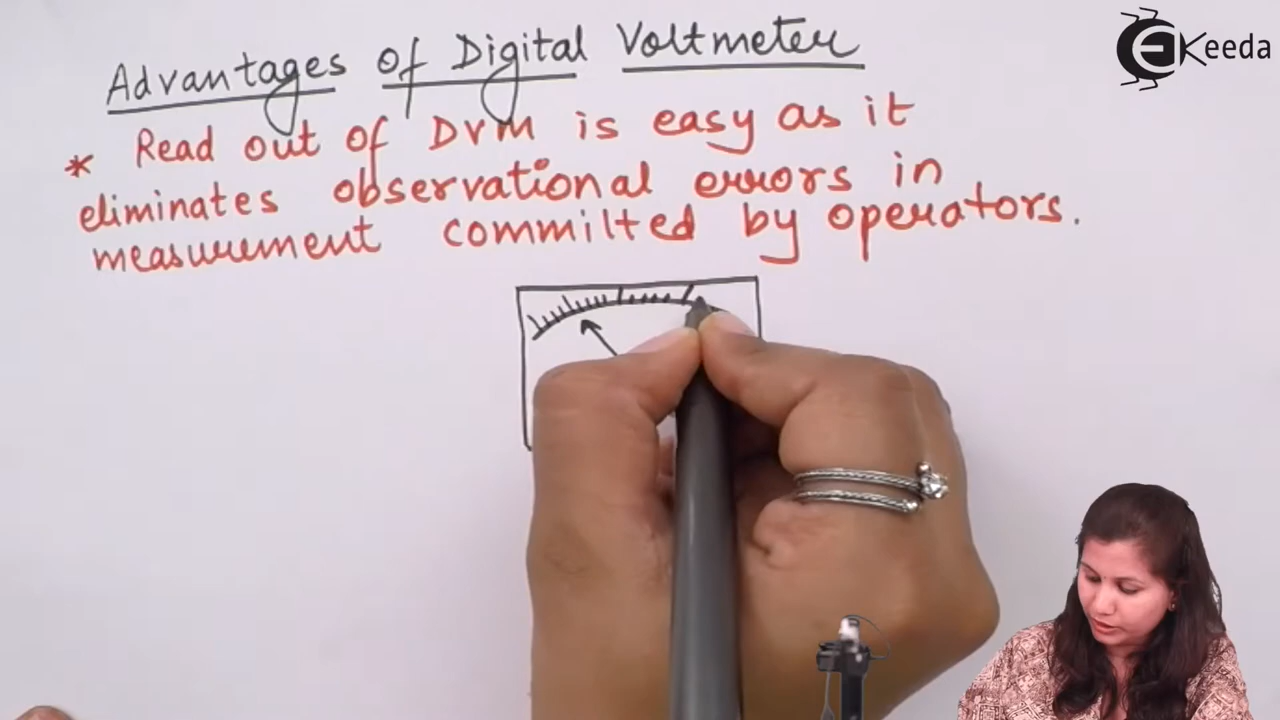 Advantages of Digital Voltmeter
* Read out of DVM is easy as it
eliminates observational errors in
measurement committed by operators.
EKeeda